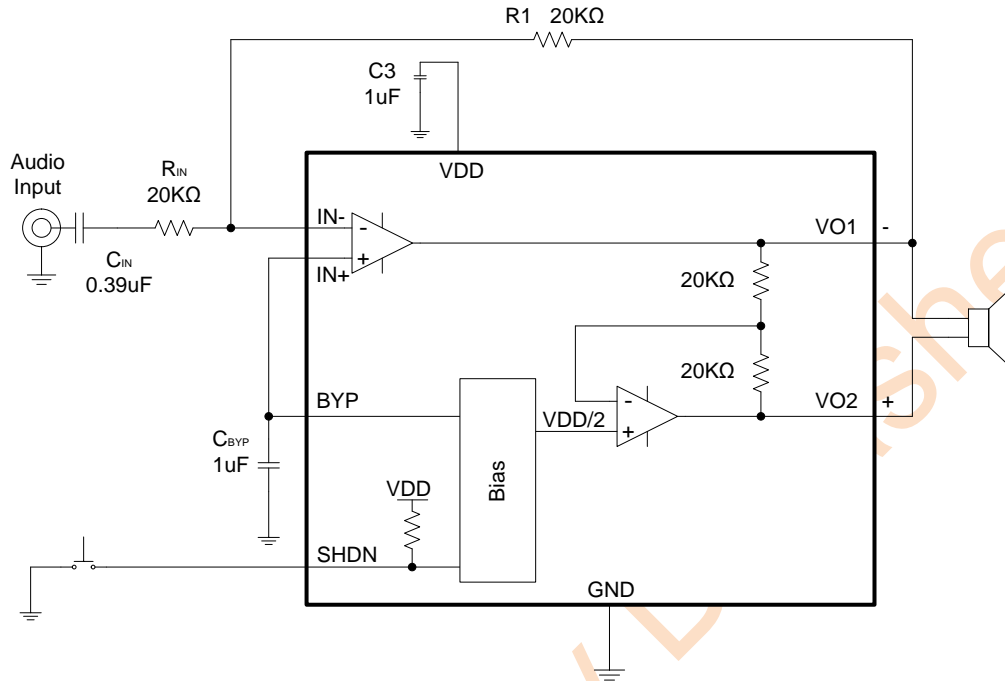 R1 20KΩ
C3
1uF
VDD
Audio
Input
RIN
20KΩ
CIN
0.39uF
IN-
-
+
IN+
VO1
-
20KΩ
20KΩ
BYP
CBYP
1uF
VDD
Bias
VDD/2
-
+
VO2
+
SHDN
GND